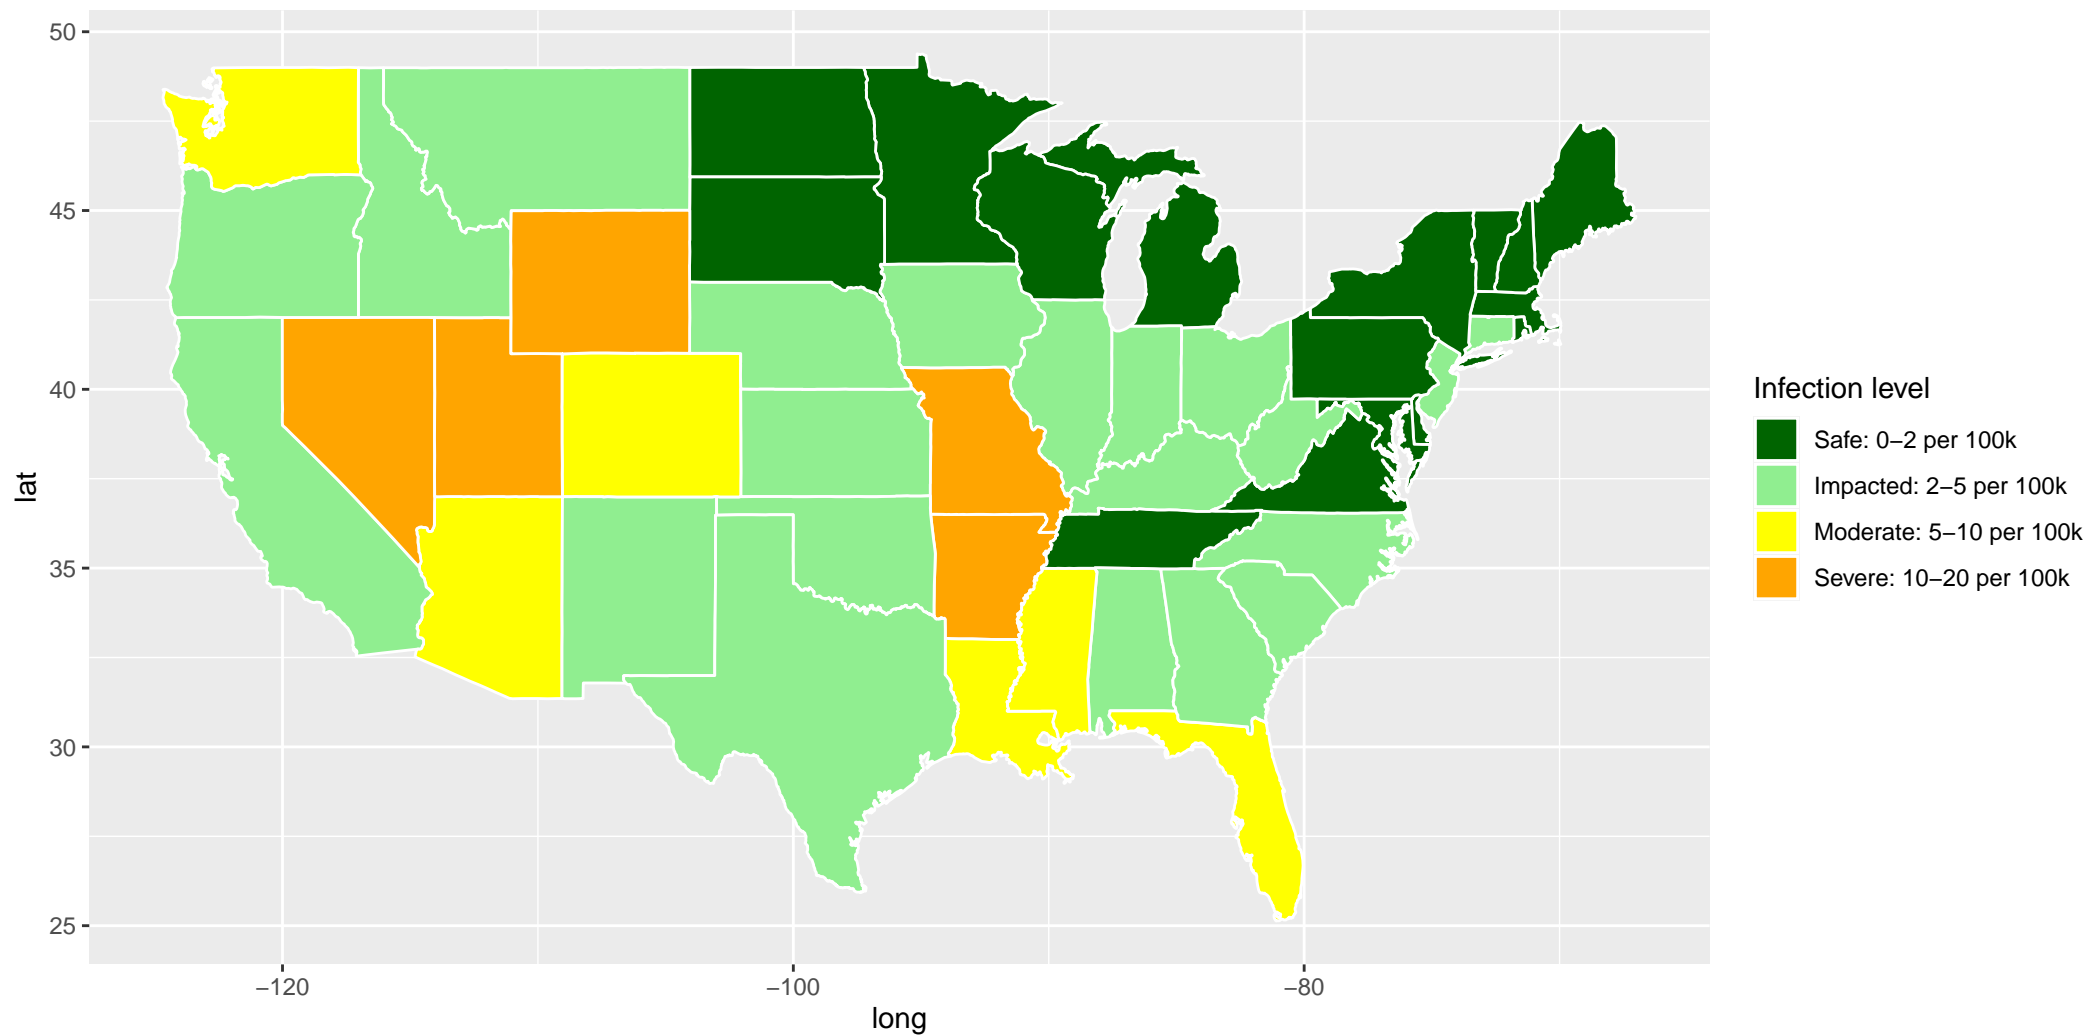 50
45
40
35
30
25
lat
−120
−100
−80
long
Infection level
Safe: 0−2 per 100k
Impacted: 2−5 per 100k
Moderate: 5−10 per 100k
Severe: 10−20 per 100k